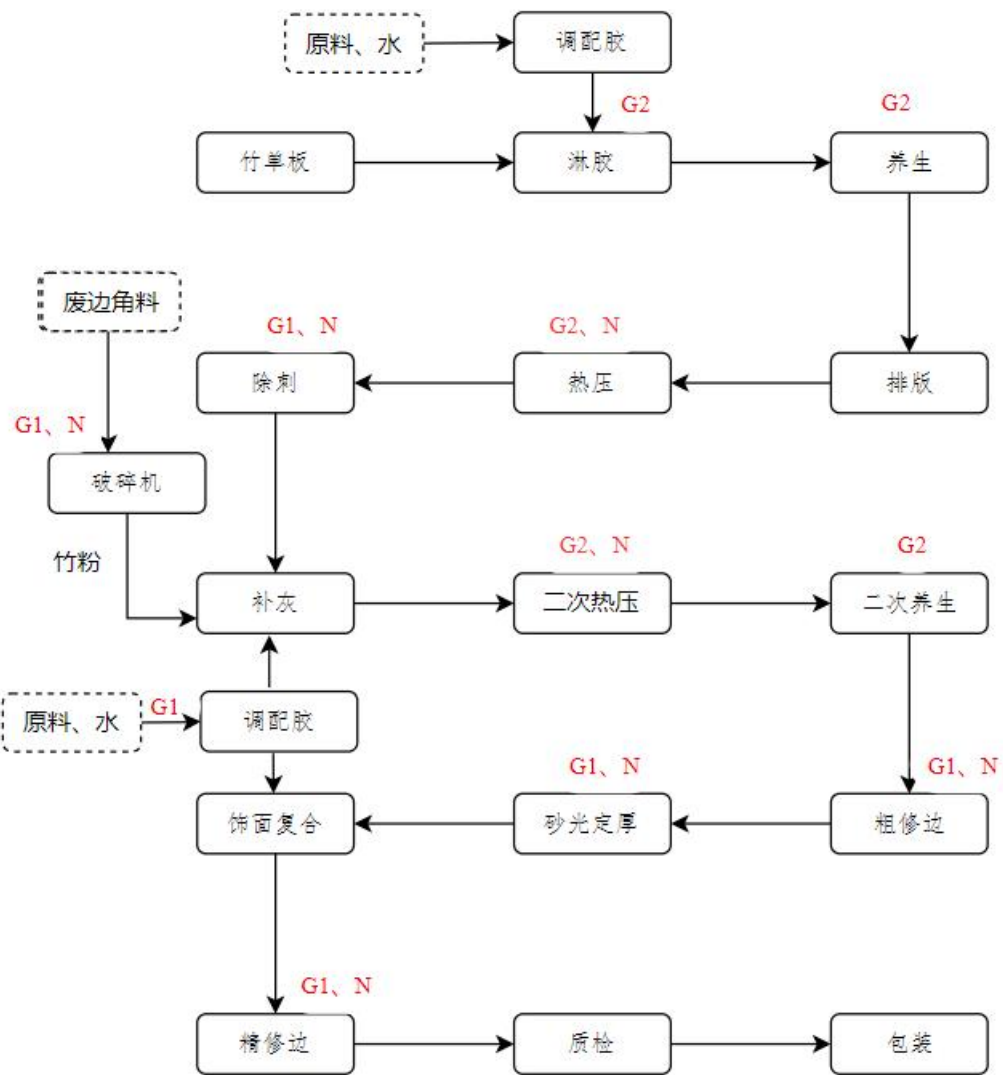 原料、水
调配胶
G2
G2
竹单板
淋胶
养生
废边角料
G1、N
G2、N
除刺
热压
排版
G1、N
破碎机
竹粉
G2、N
G2
补灰
二次热压
二次养生
原料、水
G1
调配胶
G1、N
G1、N
饰面复合
砂光定厚
粗修边
G1、N
精修边
质检
包装